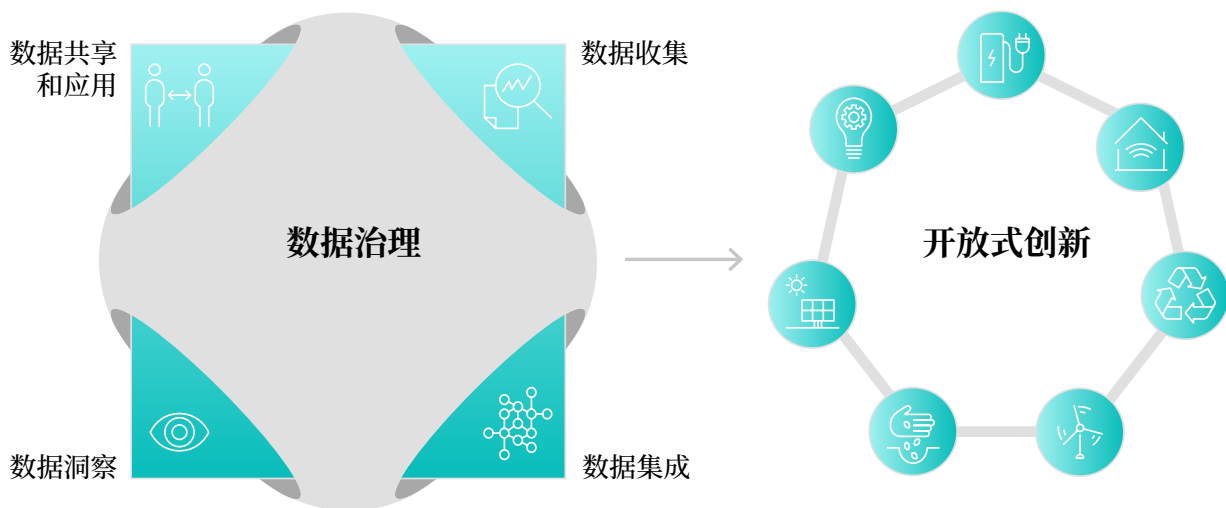 数据共享
和应用
数据收集
数据治理
开放式创新
数据洞察
数据集成